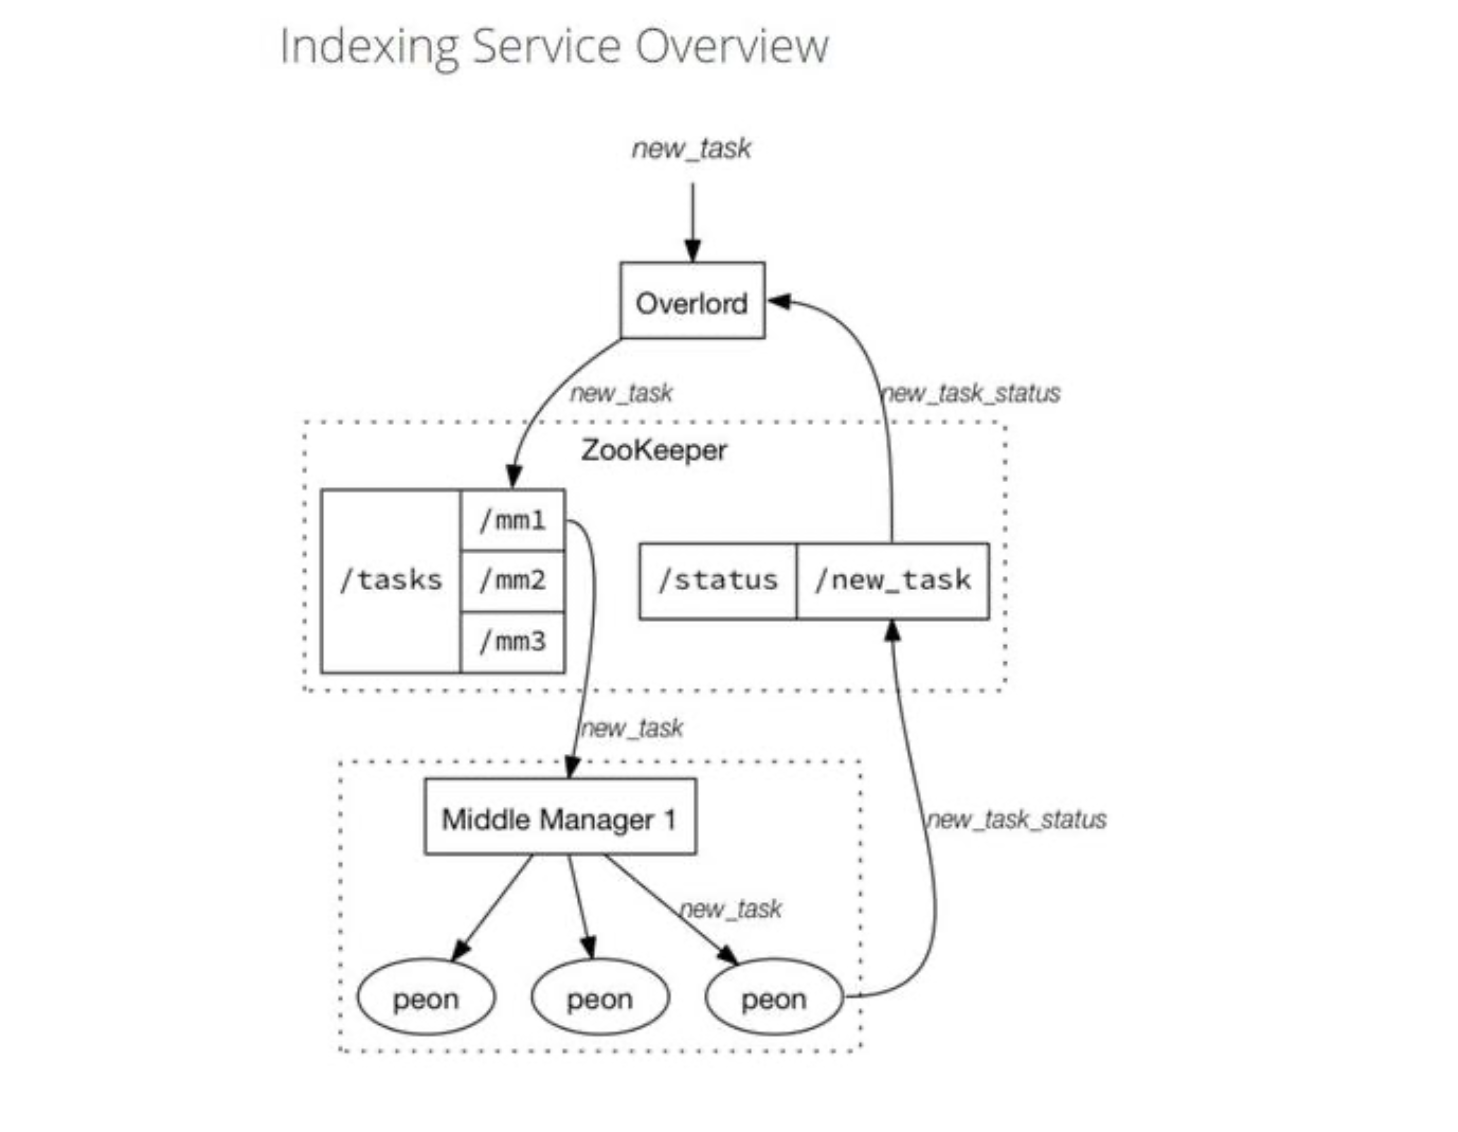 Indexing Service Overview
new_task
Overlord
new_task
new_task_status
ZooKeeper
/tasks
/mm1
/mm2
/mm3
/status
/new_task
new_task
Middle Manager 1
new_task_status
new_task
peon
peon
peon